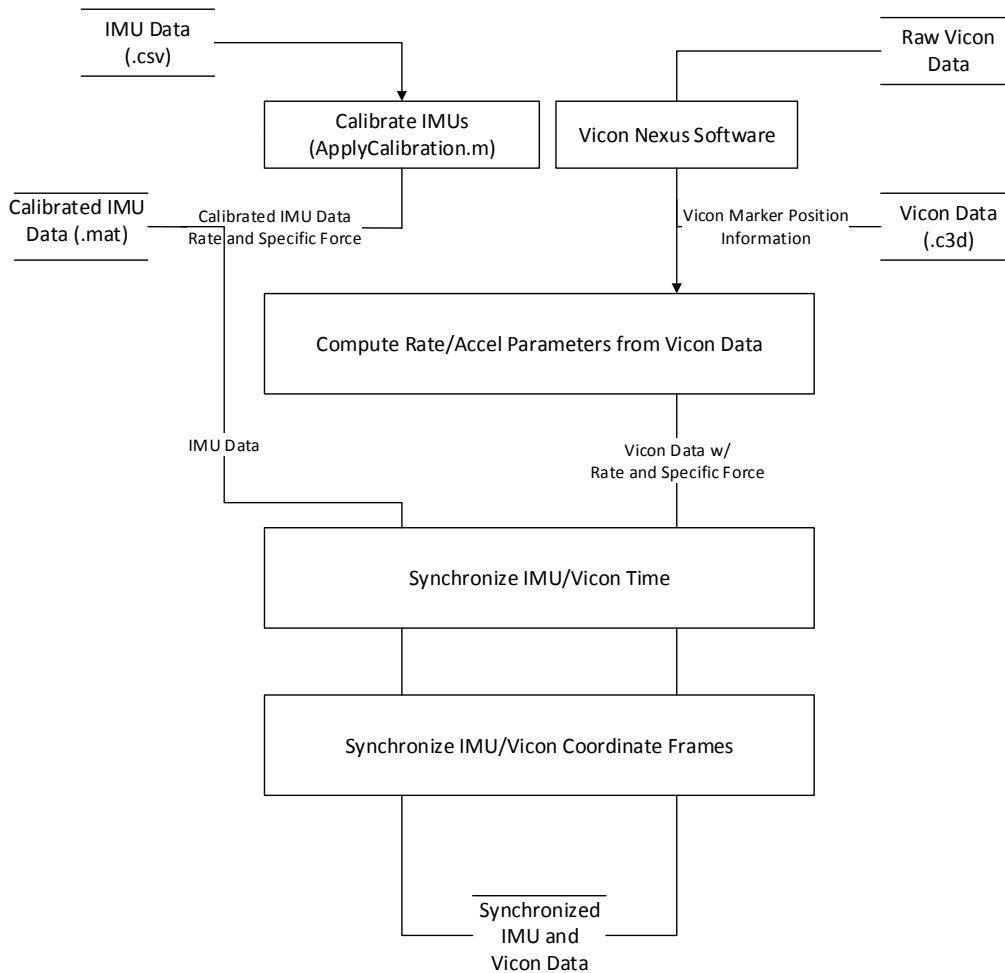 IMU Data
(.csv)
Raw Vicon
Data
Calibrate IMUs
(ApplyCalibration.m)
Vicon Nexus Software
Calibrated IMU
Data (.mat)
Calibrated IMU Data
Rate and Specific Force
Vicon Marker Position
Information
Vicon Data
(.c3d)
Compute Rate/Accel Parameters from Vicon Data
IMU Data
Vicon Data w/
Rate and Specific Force
Synchronize IMU/Vicon Time
Synchronize IMU/Vicon Coordinate Frames
Synchronized
IMU and
Vicon Data